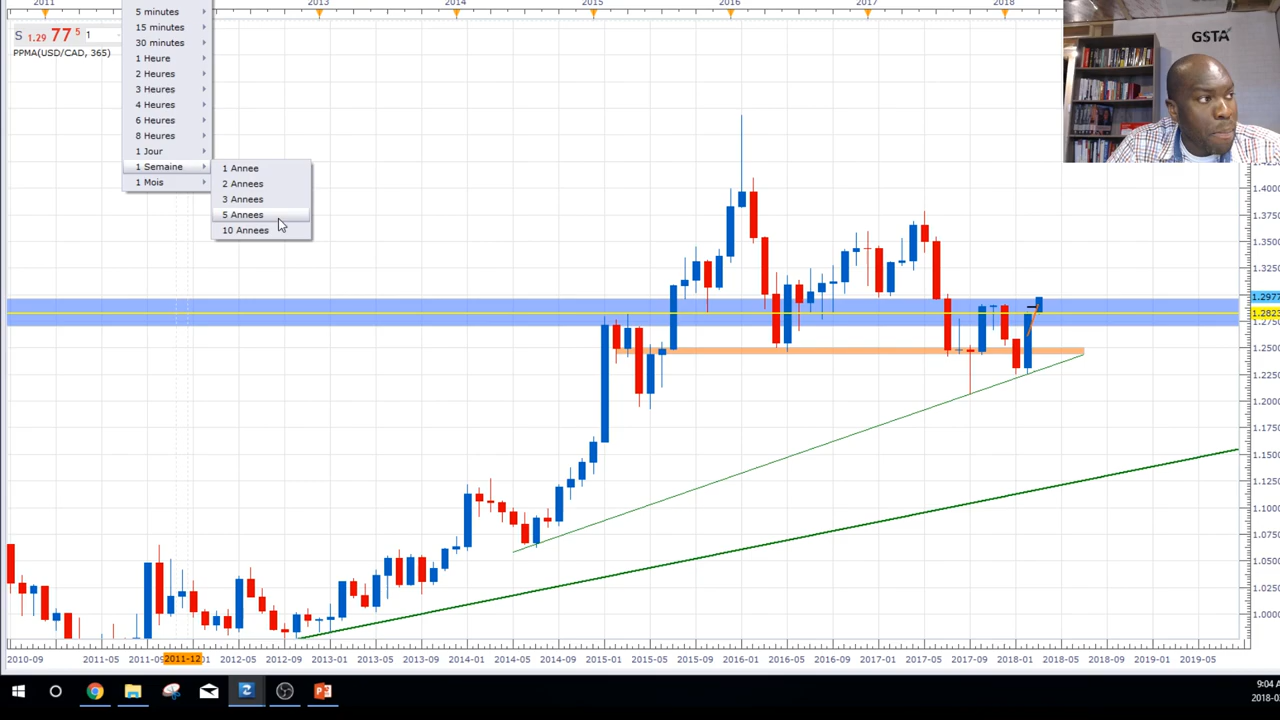 2011 2013 2014 2015 2016 2017 2018
5 minutes
15 minutes
30 minutes
1 Heure
2 Heures
3 Heures
4 Heures
6 Heures
8 Heures
1 Jour
1 Semaine
1 Mois
1 Annee
2 Annees
3 Annees
5 Annees
10 Annees
S 1.29 77 5 1
PPMA(USD/CAD, 365)
GSTA
1.4000
1.3750
1.3500
1.3250
1.2977
1.2823
1.2500
1.2250
1.2000
1.1750
1.1500
1.1250
1.1000
1.0750
1.0500
1.0250
1.0000
2010-09 2011-05 2011-12 2012-05 2012-09 2013-01 2013-05 2013-09 2014-01 2014-05 2014-09 2015-01 2015-05 2015-09 2016-01 2016-05 2016-09 2017-01 2017-05 2017-09 2018-01 2018-05 2018-09 2019-01 2019-05
9:04